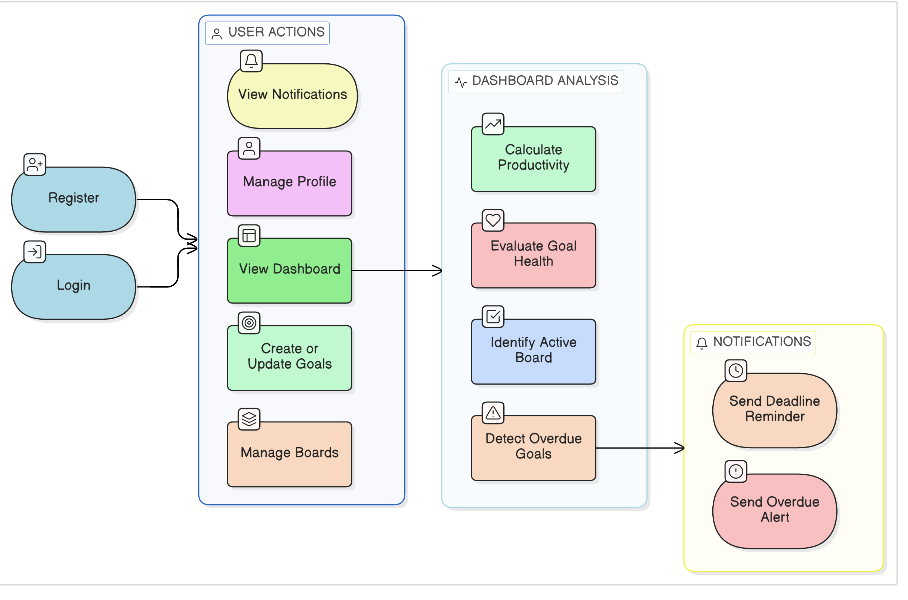 USER ACTIONS
View Notifications
Manage Profile
Register
View Dashboard
Login
Create or
Update Goals
Manage Boards
DASHBOARD ANALYSIS
Calculate
Productivity
Evaluate Goal
Health
Identify Active
Board
Detect Overdue
Goals
NOTIFICATIONS
Send Deadline
Reminder
Send Overdue
Alert